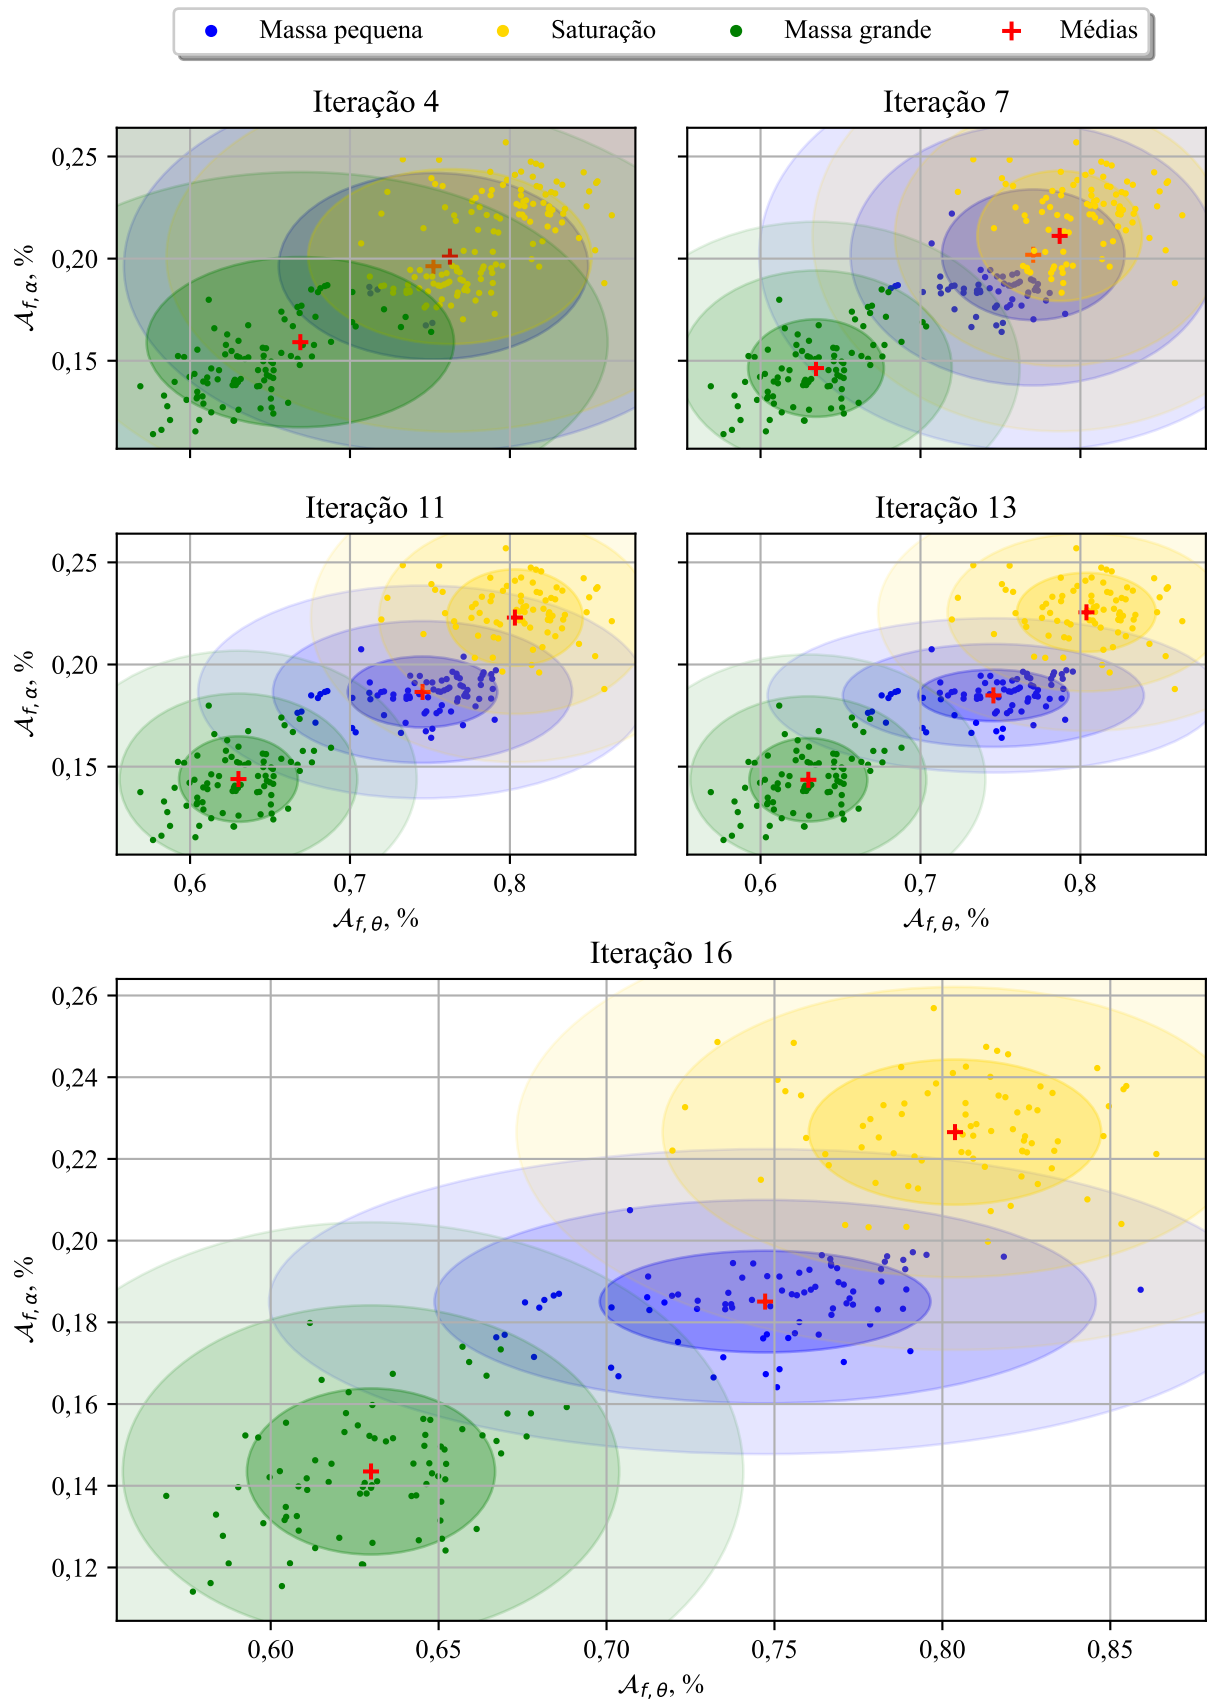 Massa pequena Saturação Massa grande Médias
Iteração 4 Iteração 7
0,25
0,20
0,15
𝒜f, α, %
Iteração 11 Iteração 13
0,25
0,20
0,15
𝒜f, α, %
0,6 0,7 0,8 0,6 0,7 0,8
𝒜f, θ, % 𝒜f, θ, %
Iteração 16
0,26
0,24
0,22
0,20
0,18
0,16
0,14
0,12
𝒜f, α, %
0,60 0,65 0,70 0,75 0,80 0,85
𝒜f, θ, %